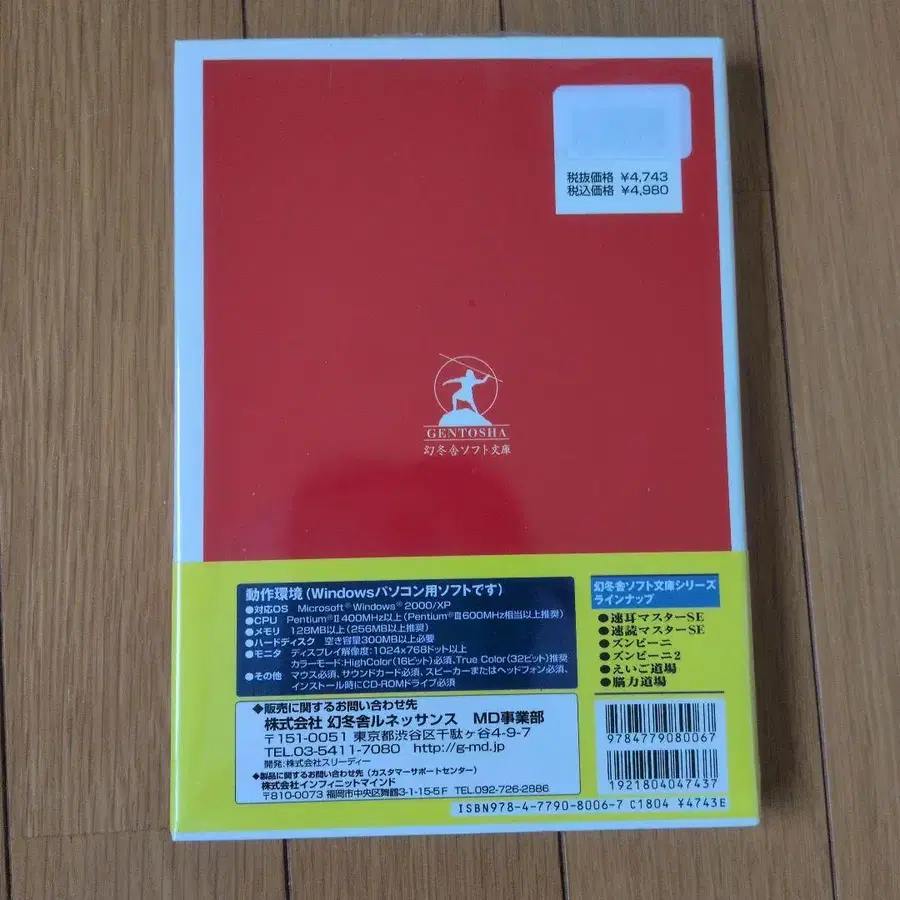 税抜価格 ¥4,743
税込価格 ¥4,980
GENTOSHA
幻冬舎ソフト文庫
動作環境(Windowsパソコン用ソフトです)
●対応OS Microsoft® Windows® 2000/XP
●CPU Pentium®Ⅱ400MHz以上(Pentium®Ⅲ600MHz相当以上推奨)
●メモリ 128MB以上(256MB以上推奨)
●ハードディスク 空き容量300MB以上必要
●モニタ ディスプレイ解像度:1024x768ドット以上
カラーモード:HighColor(16ビット)必須、True Color(32ビット)推奨
●その他 マウス必須、サウンドカード必須、スピーカーまたはヘッドフォン必須、
インストール時にCD-ROMドライブ必須
◆販売に関するお問い合わせ先
株式会社 幻冬舎ルネッサンス MD事業部
〒151-0051 東京都渋谷区千駄ヶ谷4-9-7
TEL.03-5411-7080 http://g-md.jp
開発:株式会社スリーディー
◆製品に関するお問い合わせ先(カスタマーサポートセンター)
株式会社インフィニットマインド
〒810-0073 福岡市中央区舞鶴3-1-15-5F TEL.092-726-2886
幻冬舎ソフト文庫シリーズ
ラインナップ
●速耳マスターSE
●速読マスターSE
●ズンビーニ
●ズンビーニ2
●えいご道場
●脳力道場
9784779080067
1921804047437
ISBN978-4-7790-8006-7 C1804 ¥4743E